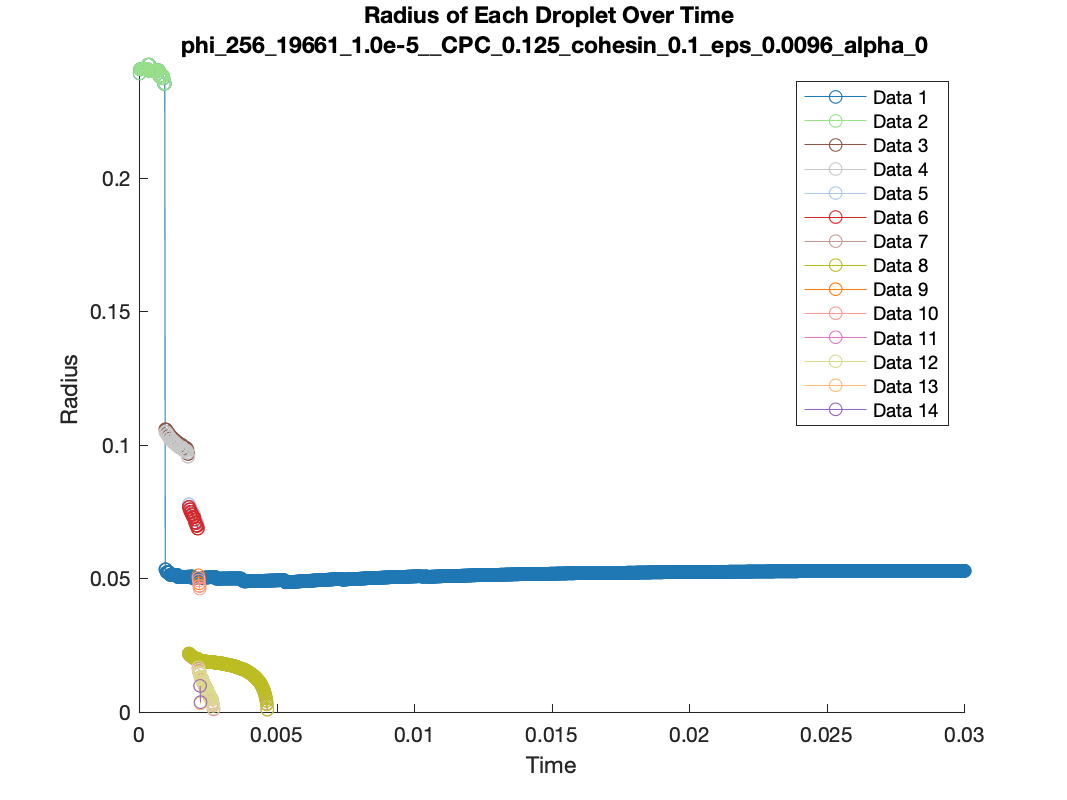 Radius of Each Droplet Over Time
phi_256_19661_1.0e-5__CPC_0.125_cohesin_0.1_eps_0.0096_alpha_0
Data 1
Data 2
Data 3
Data 4
Data 5
Data 6
Data 7
Data 8
Data 9
Data 10
Data 11
Data 12
Data 13
Data 14
Radius
0.2
0.15
0.1
0.05
0
0 0.005 0.01 0.015 0.02 0.025 0.03
Time